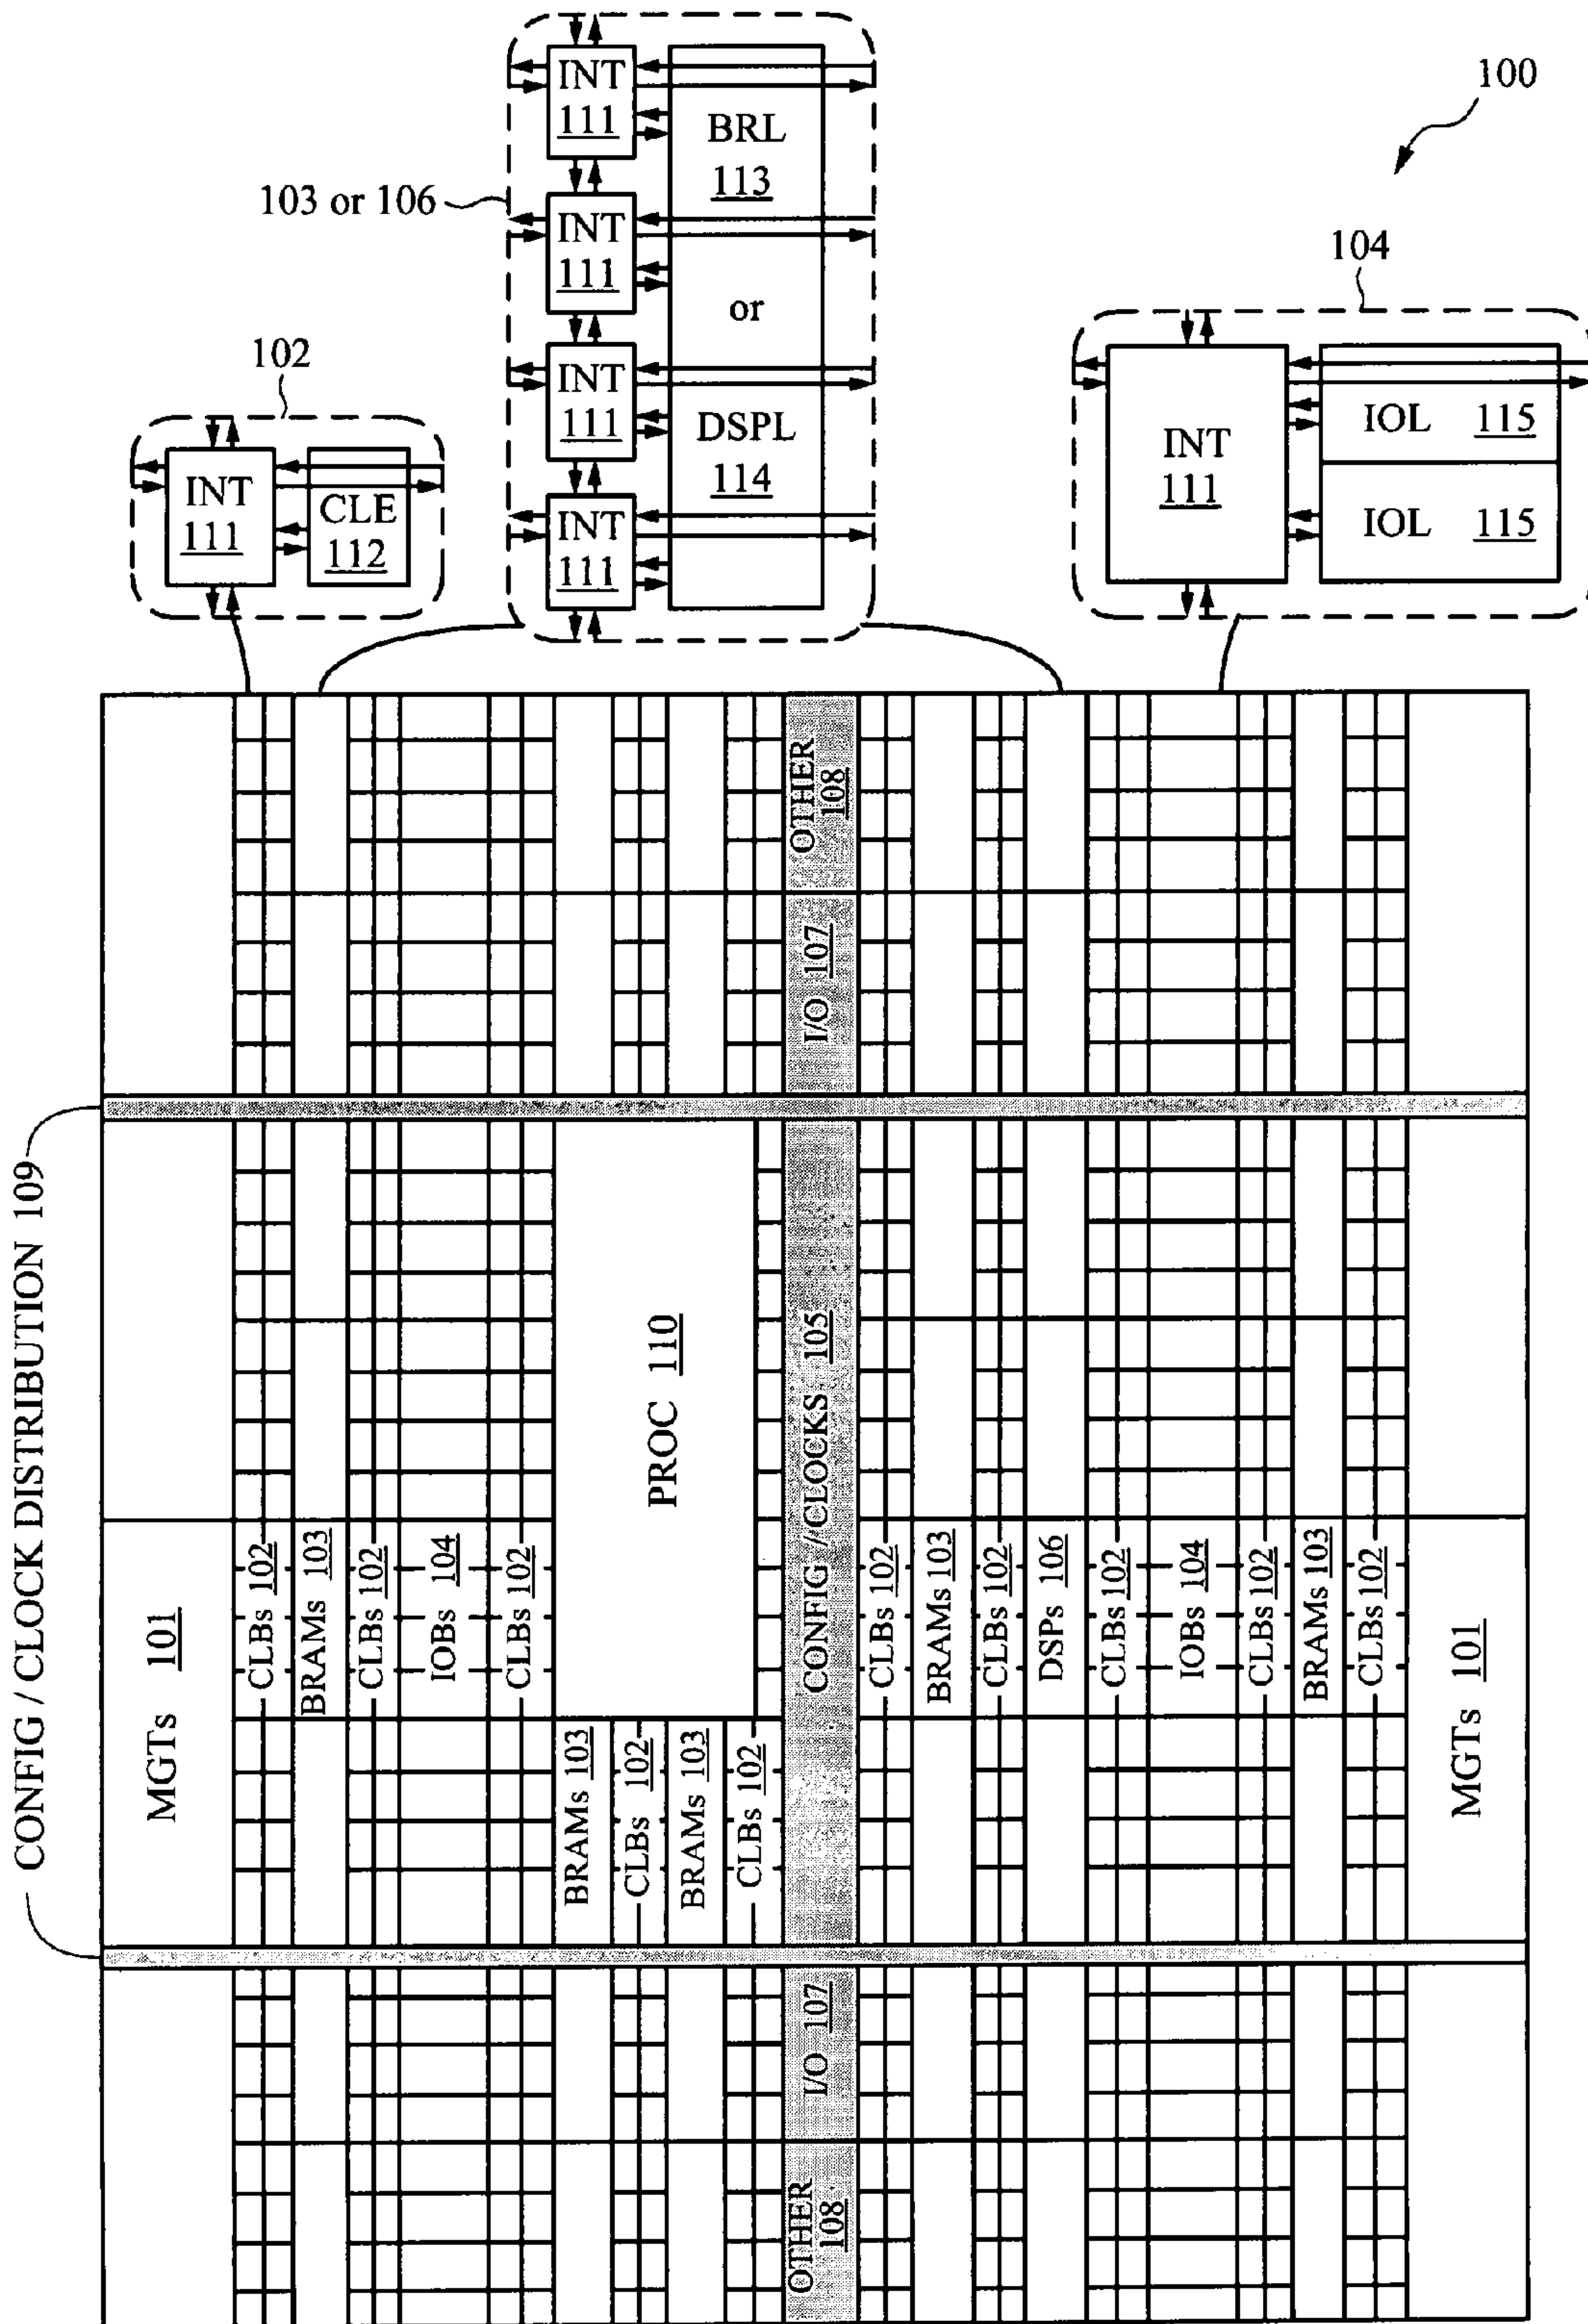 100
103 or 106
INT
111
INT
111
INT
111
INT
111
BRL
113
or
DSPL
114
104
INT
111
IOL 115
IOL 115
102
INT
111
CLE
112
CONFIG / CLOCK DISTRIBUTION 109
OTHER
108
I/O 107
MGTs 101
CLBs 102
BRAMs 103
CLBs 102
IOBs 104
CLBs 102
PROC 110
BRAMs 103
CLBs 102
BRAMs 103
CLBs 102
CONFIG / CLOCKS 105
CLBs 102
BRAMs 103
CLBs 102
DSPs 106
CLBs 102
IOBs 104
CLBs 102
BRAMs 103
CLBs 102
MGTs 101
I/O 107
OTHER
108